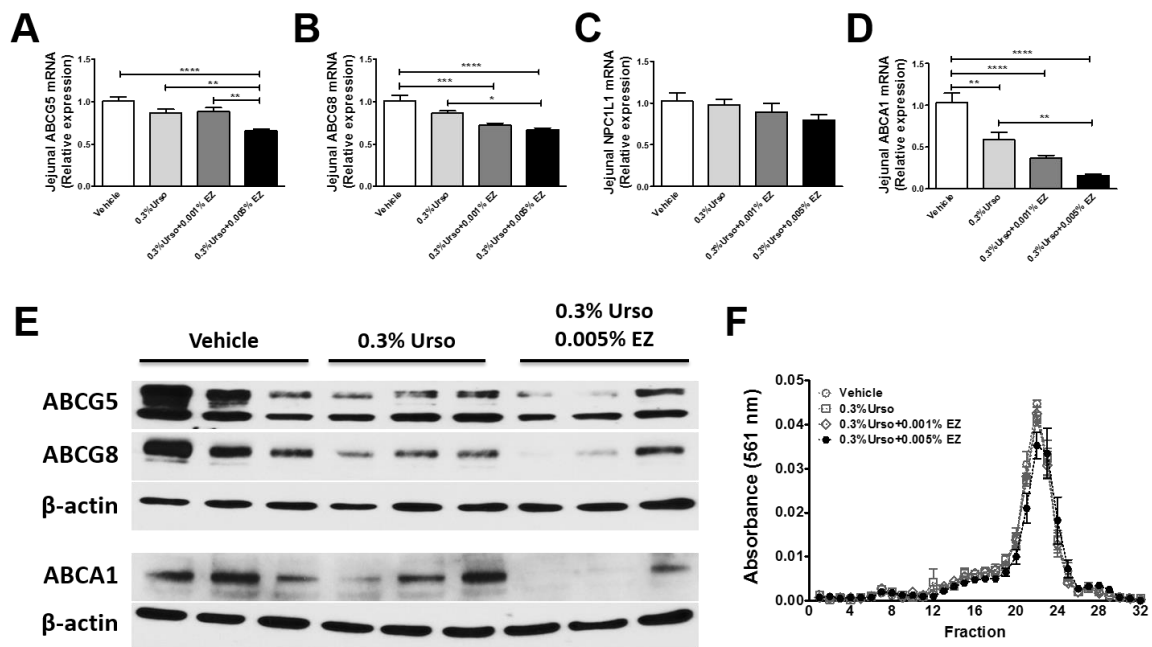 A
Jejunal ABCG5 mRNA
(Relative expression)
1.5
1.0
0.5
0.0
****
**
**
Vehicle
0.3%Urso
0.3%Urso+0.001% EZ
0.3%Urso+0.005% EZ
B
Jejunal ABCG8 mRNA
(Relative expression)
1.5
1.0
0.5
0.0
****
***
*
Vehicle
0.3%Urso
0.3%Urso+0.001% EZ
0.3%Urso+0.005% EZ
C
Jejunal NPC1L1 mRNA
(Relative expression)
1.5
1.0
0.5
0.0
Vehicle
0.3%Urso
0.3%Urso+0.001% EZ
0.3%Urso+0.005% EZ
D
Jejunal ABCA1 mRNA
(Relative expression)
1.5
1.0
0.5
0.0
****
****
**
**
Vehicle
0.3%Urso
0.3%Urso+0.001% EZ
0.3%Urso+0.005% EZ
E
Vehicle
0.3% Urso
0.3% Urso
0.005% EZ
ABCG5
ABCG8
β-actin
ABCA1
β-actin
F
Absorbance (561 nm)
0.05
0.04
0.03
0.02
0.01
0.00
Vehicle
0.3%Urso
0.3%Urso+0.001% EZ
0.3%Urso+0.005% EZ
0 4 8 12 16 20 24 28 32
Fraction